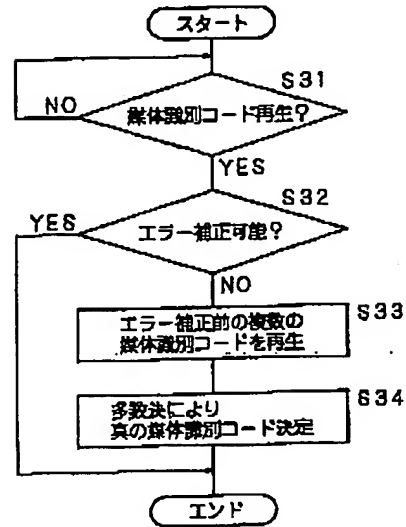 スタート
S31
NO
媒体識別コード再生?
YES
S32
YES
エラー補正可能?
NO
S33
エラー補正前の複数の
媒体識別コードを再生
S34
多数決により
真の媒体識別コード決定
エンド